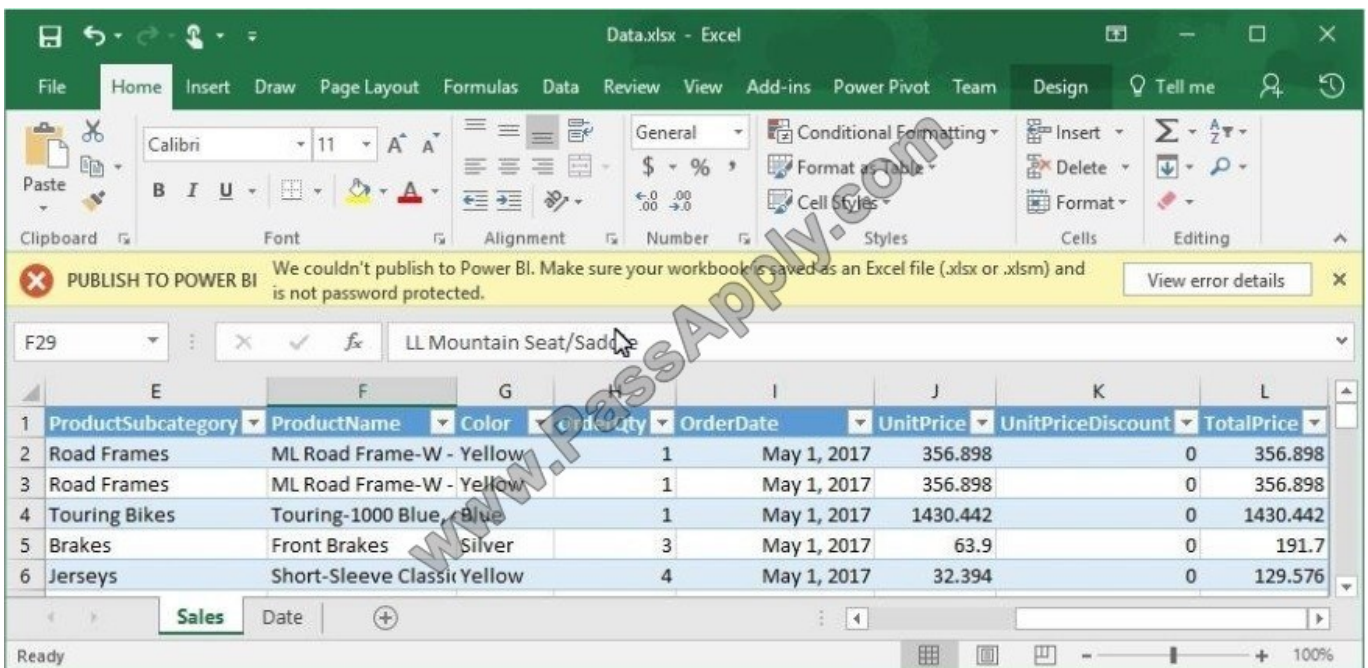 Data.xlsx - Excel
File Home Insert Draw Page Layout Formulas Data Review View Add-ins Power Pivot Team Design Tell me
Paste
Calibri 11 A A
B I U A
General
$ % ,
.00 .0
Conditional Formatting
Format as Table
Cell Styles
Insert
Delete
Format
Clipboard Font Alignment Number Styles Cells Editing
PUBLISH TO POWER BI We couldn't publish to Power BI. Make sure your workbook is saved as an Excel file (.xlsx or .xlsm) and
is not password protected.
View error details
F29 fx LL Mountain Seat/Saddle
E F G H I J K L
1 ProductSubcategory ProductName Color OrderQty OrderDate UnitPrice UnitPriceDiscount TotalPrice
2 Road Frames ML Road Frame-W - Yellow 1 May 1, 2017 356.898 0 356.898
3 Road Frames ML Road Frame-W - Yellow 1 May 1, 2017 356.898 0 356.898
4 Touring Bikes Touring-1000 Blue, Blue 1 May 1, 2017 1430.442 0 1430.442
5 Brakes Front Brakes Silver 3 May 1, 2017 63.9 0 191.7
6 Jerseys Short-Sleeve Classic Yellow 4 May 1, 2017 32.394 0 129.576
Sales Date
Ready 100%
www.PassApply.com